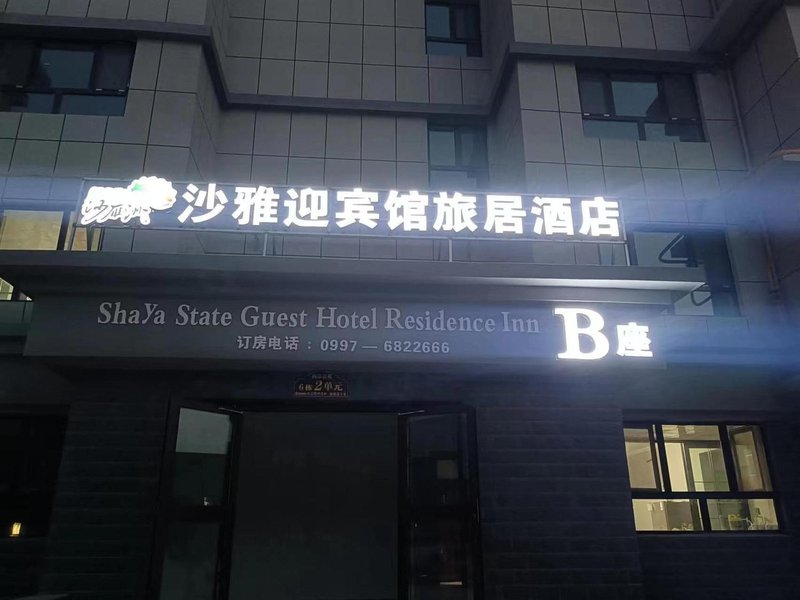 沙雅迎宾馆旅居酒店
ShaYa State Guest Hotel Residence Inn
B座
订房电话：0997—6822666
6栋2单元